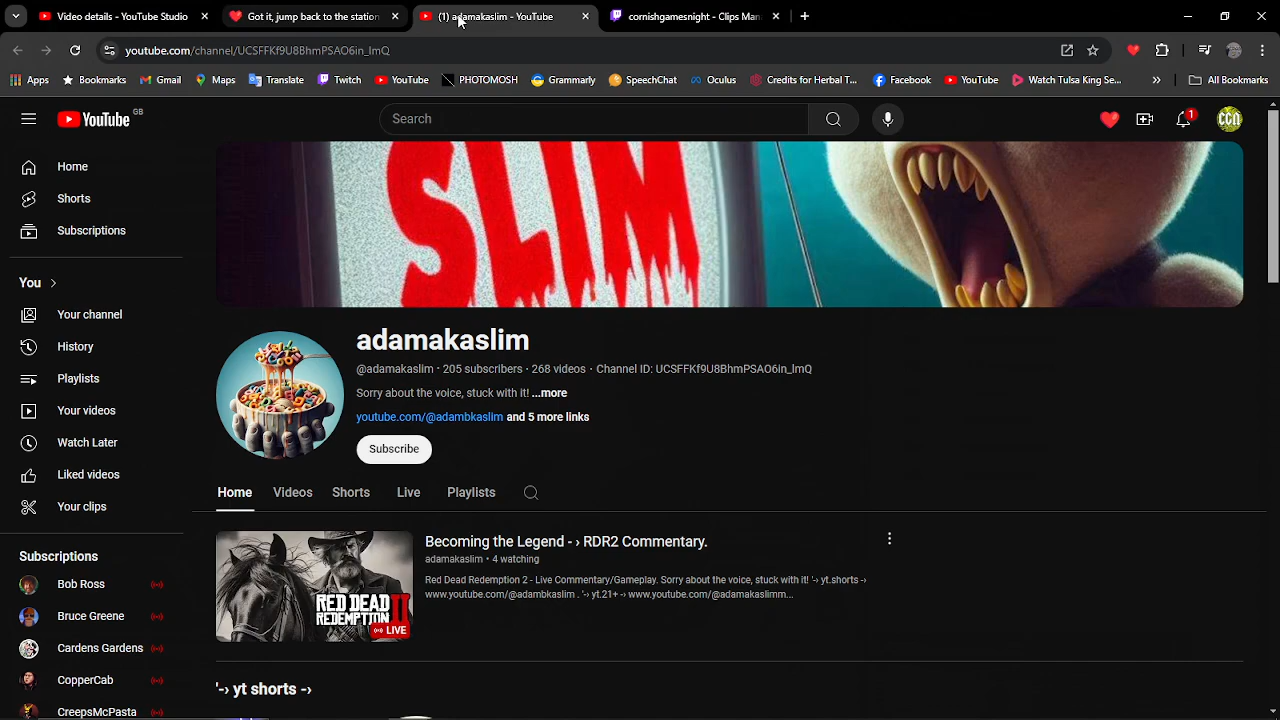 Video details - YouTube Studio
Got it, jump back to the station
(1) adamakaslim - YouTube
cornishgamesnight - Clips Man
youtube.com/channel/UCSFFKf9U8BhmPSAO6in_ImQ
Apps
Bookmarks
Gmail
Maps
Translate
Twitch
YouTube
PHOTOMOSH
Grammarly
SpeechChat
Oculus
Credits for Herbal T...
Facebook
YouTube
Watch Tulsa King Se...
All Bookmarks
YouTube GB
Search
1
CCN
Home
Shorts
Subscriptions
You
Your channel
History
Playlists
Your videos
Watch Later
Liked videos
Your clips
Subscriptions
Bob Ross
Bruce Greene
Cardens Gardens
CopperCab
CreepsMcPasta
SLIM
adamakaslim
@adamakaslim · 205 subscribers · 268 videos · Channel ID: UCSFFKf9U8BhmPSAO6in_ImQ
Sorry about the voice, stuck with it! ...more
youtube.com/@adambkaslim and 5 more links
Subscribe
Home Videos Shorts Live Playlists
RED DEAD
REDEMPTION II
LIVE
Becoming the Legend - › RDR2 Commentary.
adamakaslim · 4 watching
Red Dead Redemption 2 - Live Commentary/Gameplay. Sorry about the voice, stuck with it! '-› yt.shorts -›
www.youtube.com/@adambkaslim . '-› yt.21+ -› www.youtube.com/@adamakaslimm...
'-› yt shorts -›